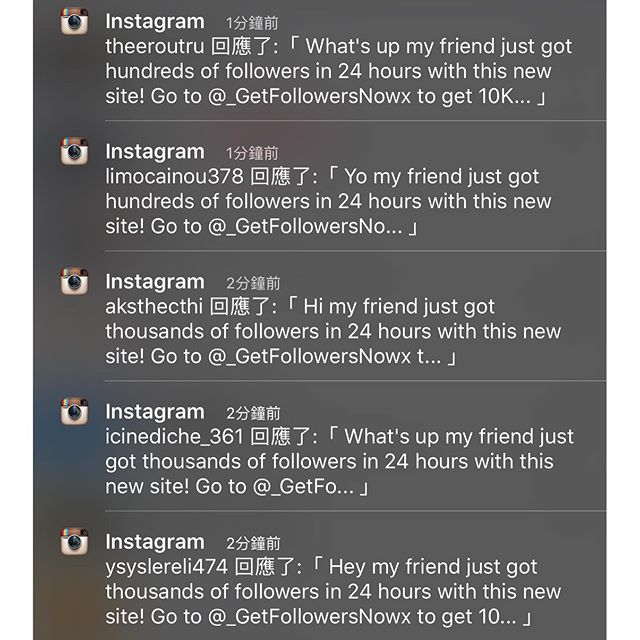 Instagram 1分鐘前
theeroutru 回應了:「 What's up my friend just got
hundreds of followers in 24 hours with this new
site! Go to @_GetFollowersNowx to get 10K... 」
Instagram 1分鐘前
limocainou378 回應了:「 Yo my friend just got
hundreds of followers in 24 hours with this new
site! Go to @_GetFollowersNo... 」
Instagram 2分鐘前
aksthecthi 回應了:「 Hi my friend just got
thousands of followers in 24 hours with this new
site! Go to @_GetFollowersNowx t... 」
Instagram 2分鐘前
icinediche_361 回應了:「 What's up my friend just
got thousands of followers in 24 hours with this
new site! Go to @_GetFo... 」
Instagram 2分鐘前
ysyslereli474 回應了:「 Hey my friend just got
thousands of followers in 24 hours with this new
site! Go to @_GetFollowersNowx to get 10... 」